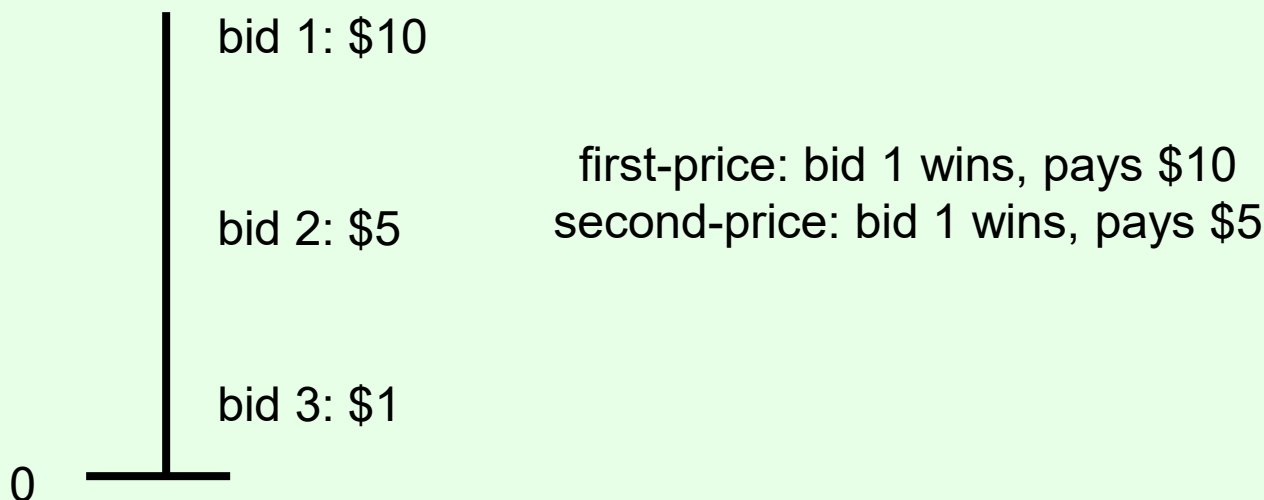 bid 1: $10
first-price: bid 1 wins, pays $10
second-price: bid 1 wins, pays $5
bid 2: $5
bid 3: $1
0